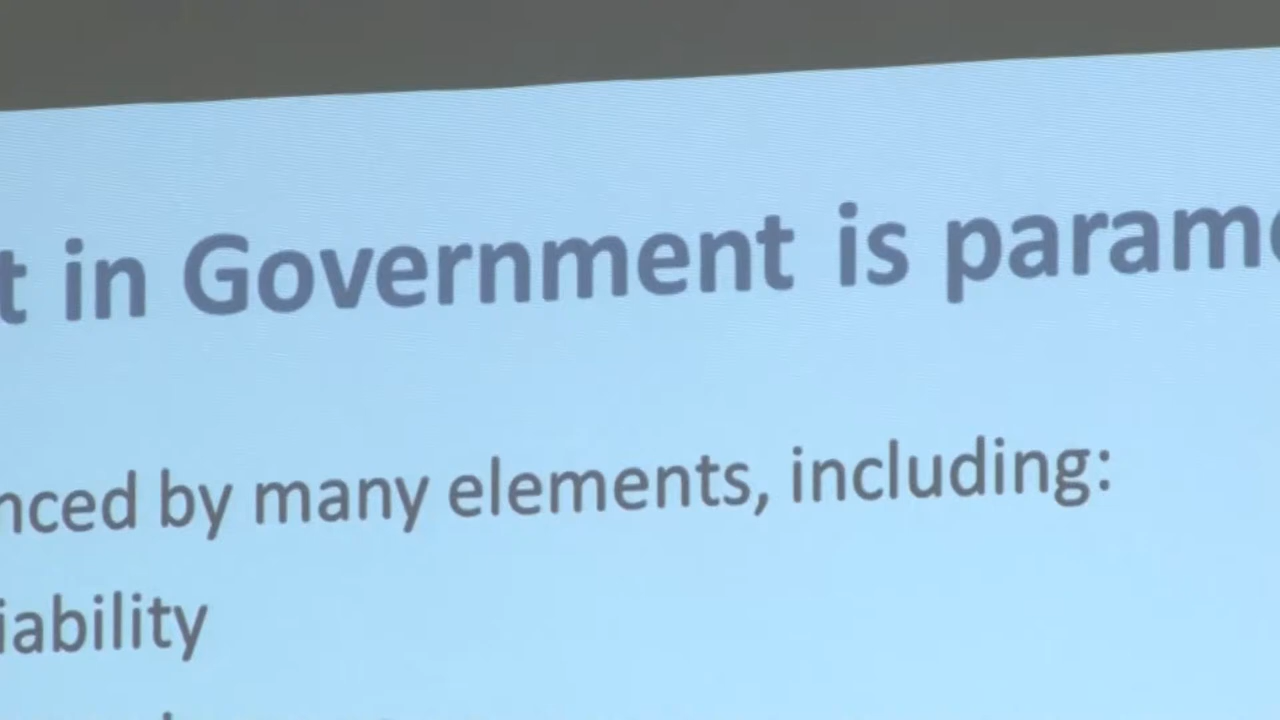 t in Government is param
nced by many elements, including:
iability